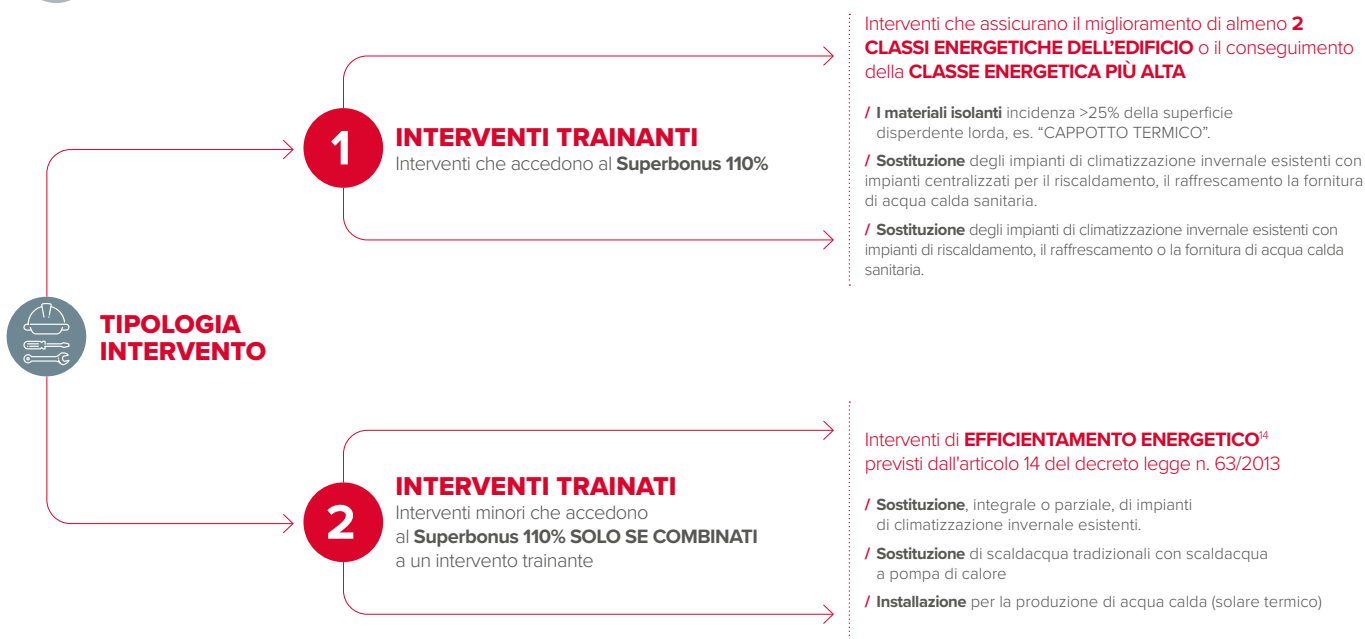 TIPOLOGIA
INTERVENTO
1
INTERVENTI TRAINANTI
Interventi che accedono al Superbonus 110%
Interventi che assicurano il miglioramento di almeno 2
CLASSI ENERGETICHE DELL'EDIFICIO o il conseguimento
della CLASSE ENERGETICA PIÙ ALTA
/ I materiali isolanti incidenza >25% della superficie
disperdente lorda, es. “CAPPOTTO TERMICO”.
/ Sostituzione degli impianti di climatizzazione invernale esistenti con
impianti centralizzati per il riscaldamento, il raffrescamento la fornitura
di acqua calda sanitaria.
/ Sostituzione degli impianti di climatizzazione invernale esistenti con
impianti di riscaldamento, il raffrescamento o la fornitura di acqua calda
sanitaria.
2
INTERVENTI TRAINATI
Interventi minori che accedono
al Superbonus 110% SOLO SE COMBINATI
a un intervento trainante
Interventi di EFFICIENTAMENTO ENERGETICO¹⁴
previsti dall'articolo 14 del decreto legge n. 63/2013
/ Sostituzione, integrale o parziale, di impianti
di climatizzazione invernale esistenti.
/ Sostituzione di scaldacqua tradizionali con scaldacqua
a pompa di calore
/ Installazione per la produzione di acqua calda (solare termico)